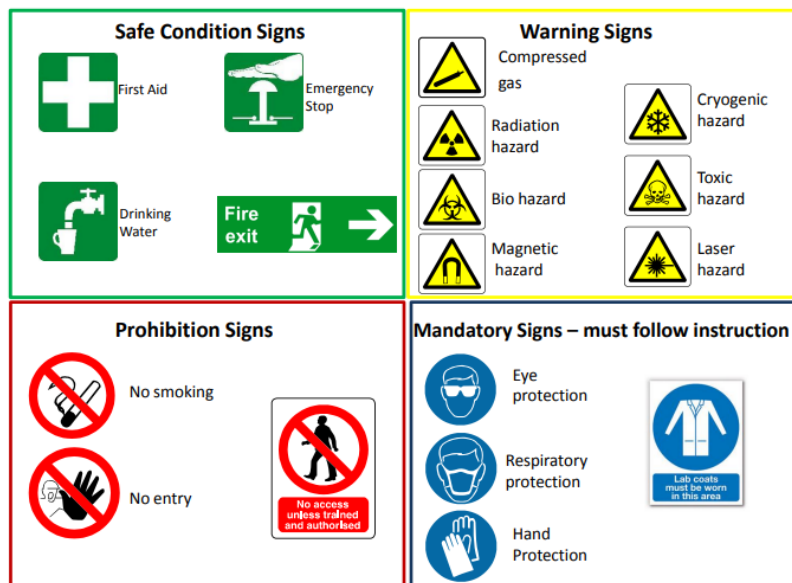 Safe Condition Signs
First Aid
Emergency
Stop
Drinking
Water
Fire
exit
Warning Signs
Compressed
gas
Radiation
hazard
Bio hazard
Magnetic
hazard
Cryogenic
hazard
Toxic
hazard
Laser
hazard
Prohibition Signs
No smoking
No entry
No access
unless trained
and authorised
Mandatory Signs – must follow instruction
Eye
protection
Respiratory
protection
Hand
Protection
Lab coats
must be worn
in this area